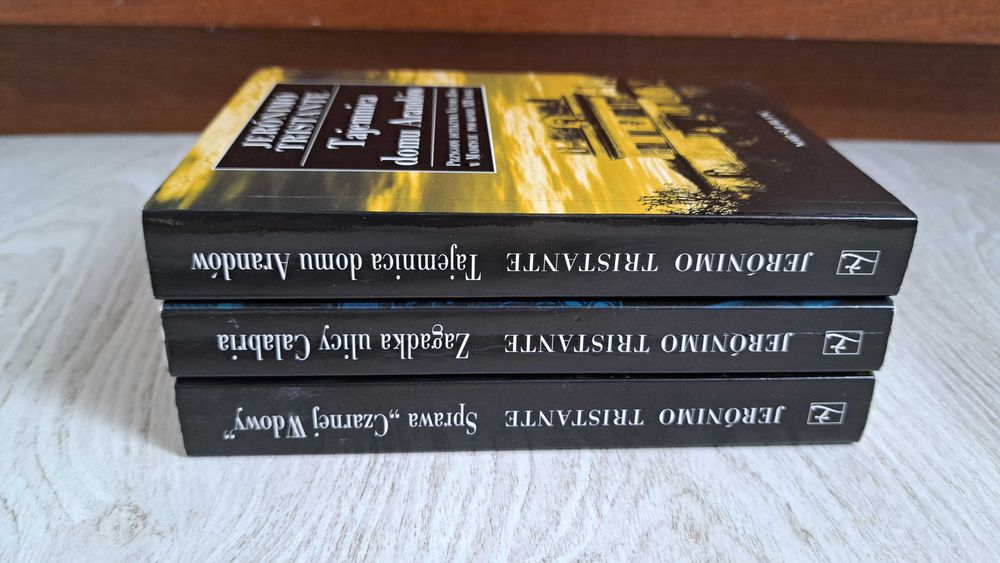 JERÓNIMO
TRISTANTE
Tajemnica
domu Arandów
JERÓNIMO TRISTANTE Tajemnica domu Arandów
JERÓNIMO TRISTANTE Zagadka ulicy Calabria
JERÓNIMO TRISTANTE Sprawa „Czarnej Wdowy”